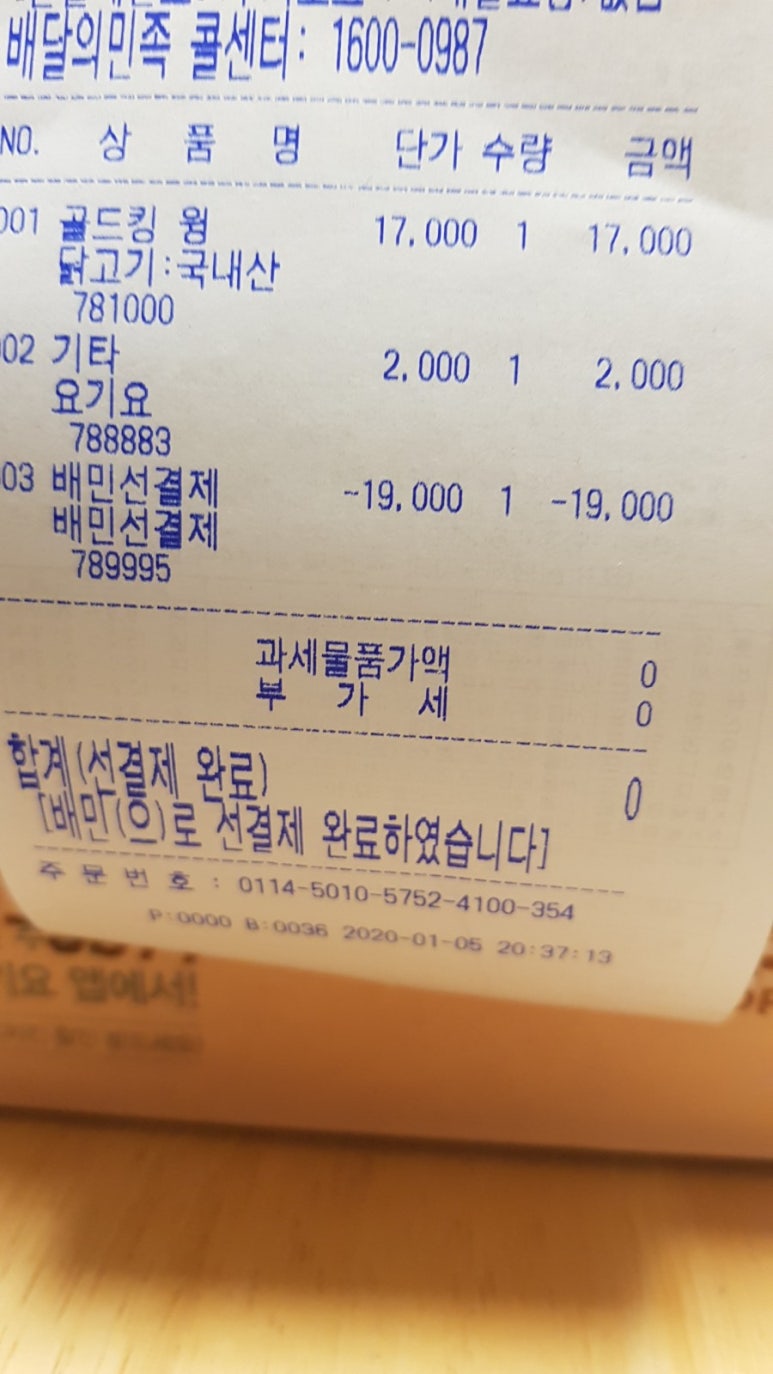 배달의민족 콜센터: 1600-0987
NO. 상 품 명 단가 수량 금액
001 골드킹 윙 17,000 1 17,000
닭고기:국내산
781000
02 기타 2,000 1 2,000
요기요
788883
03 배민선결제 -19,000 1 -19,000
배민선결제
789995
과세물품가액 0
부 가 세 0
합계(선결제 완료) 0
[배민(으)로 선결제 완료하였습니다]
주 문 번 호 : 0114-5010-5752-4100-354
P:0000 B:0036 2020-01-05 20:37:13
앱에서!